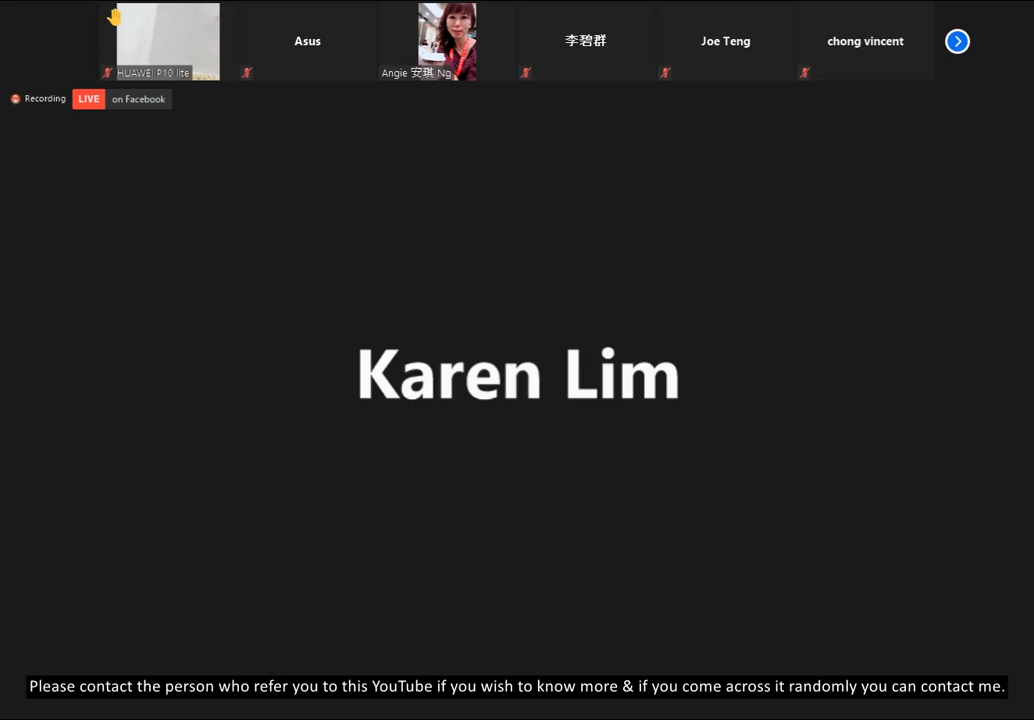 Asus
李碧群
Joe Teng
chong vincent
HUAWEI P10 lite
Angie 安琪 Ng
Recording
LIVE on Facebook
Karen Lim
Please contact the person who refer you to this YouTube if you wish to know more & if you come across it randomly you can contact me.